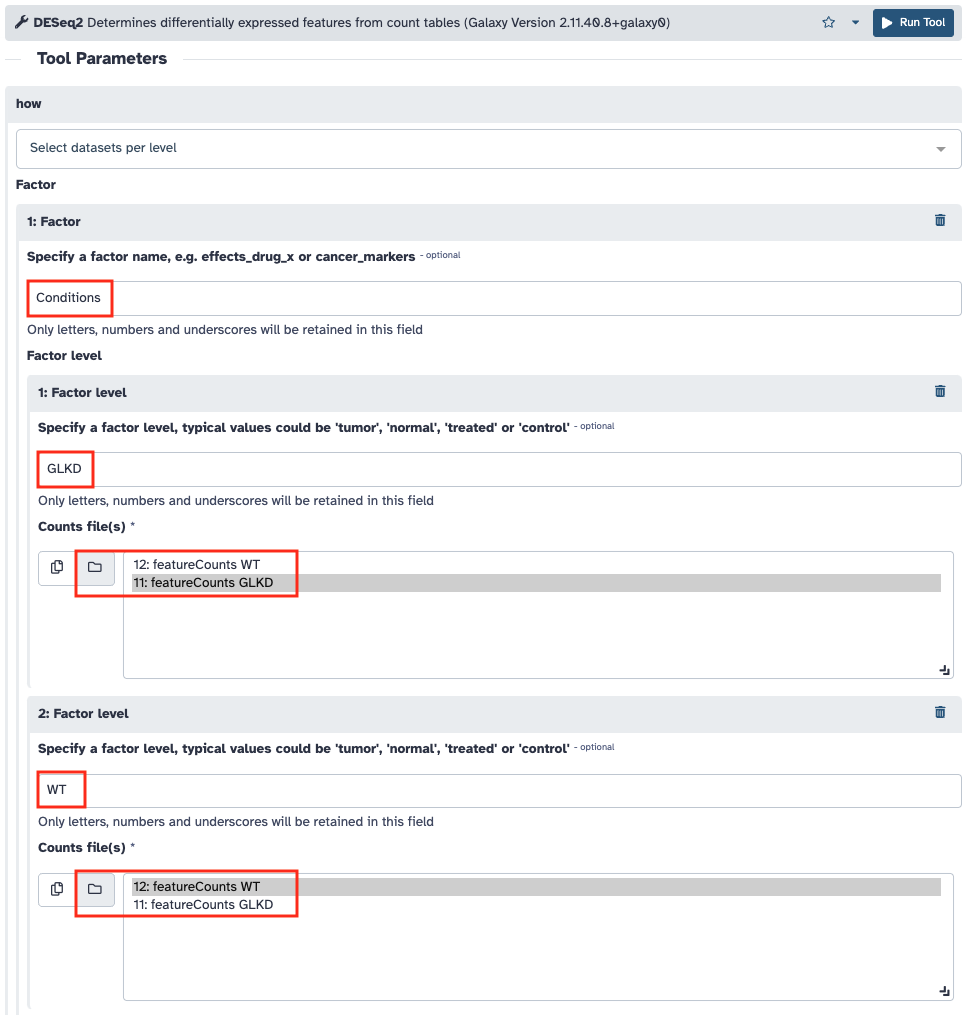 DESeq2 Determines differentially expressed features from count tables (Galaxy Version 2.11.40.8+galaxy0) Run Tool
Tool Parameters
how
Select datasets per level
Factor
1: Factor
Specify a factor name, e.g. effects_drug_x or cancer_markers - optional
Conditions
Only letters, numbers and underscores will be retained in this field
Factor level
1: Factor level
Specify a factor level, typical values could be 'tumor', 'normal', 'treated' or 'control' - optional
GLKD
Only letters, numbers and underscores will be retained in this field
Counts file(s) *
12: featureCounts WT
11: featureCounts GLKD
2: Factor level
Specify a factor level, typical values could be 'tumor', 'normal', 'treated' or 'control' - optional
WT
Only letters, numbers and underscores will be retained in this field
Counts file(s) *
12: featureCounts WT
11: featureCounts GLKD